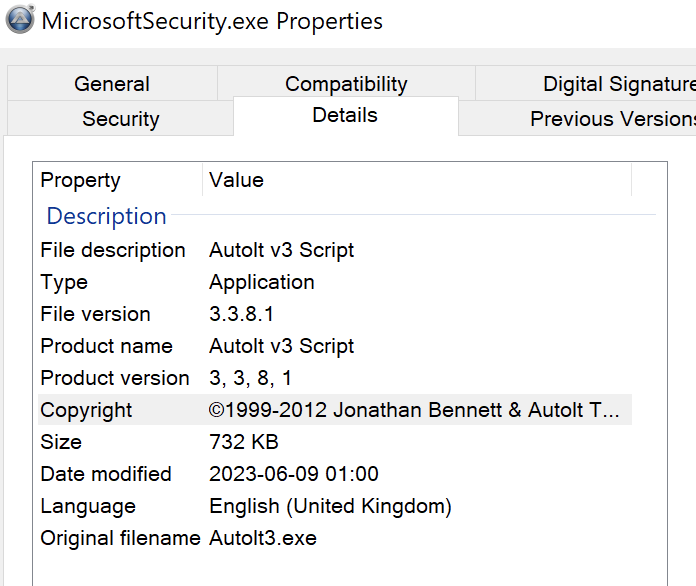 MicrosoftSecurity.exe Properties
General Compatibility Digital Signature
Security Details Previous Versions
Property Value
Description
File description AutoIt v3 Script
Type Application
File version 3.3.8.1
Product name AutoIt v3 Script
Product version 3, 3, 8, 1
Copyright ©1999-2012 Jonathan Bennett & AutoIt T...
Size 732 KB
Date modified 2023-06-09 01:00
Language English (United Kingdom)
Original filename AutoIt3.exe